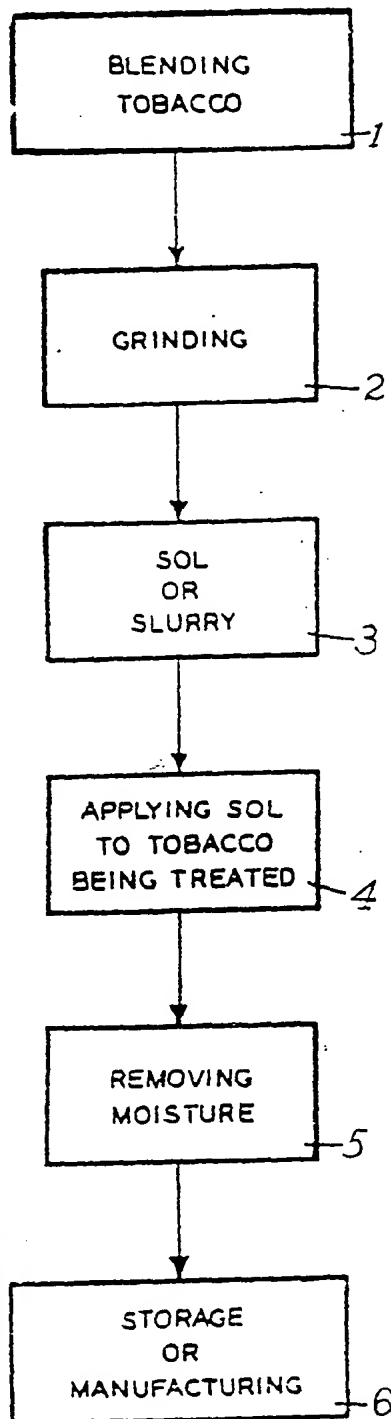 BLENDING
TOBACCO
1
GRINDING
2
SOL
OR
SLURRY
3
APPLYING SOL
TO TOBACCO
BEING TREATED
4
REMOVING
MOISTURE
5
STORAGE
OR
MANUFACTURING
6